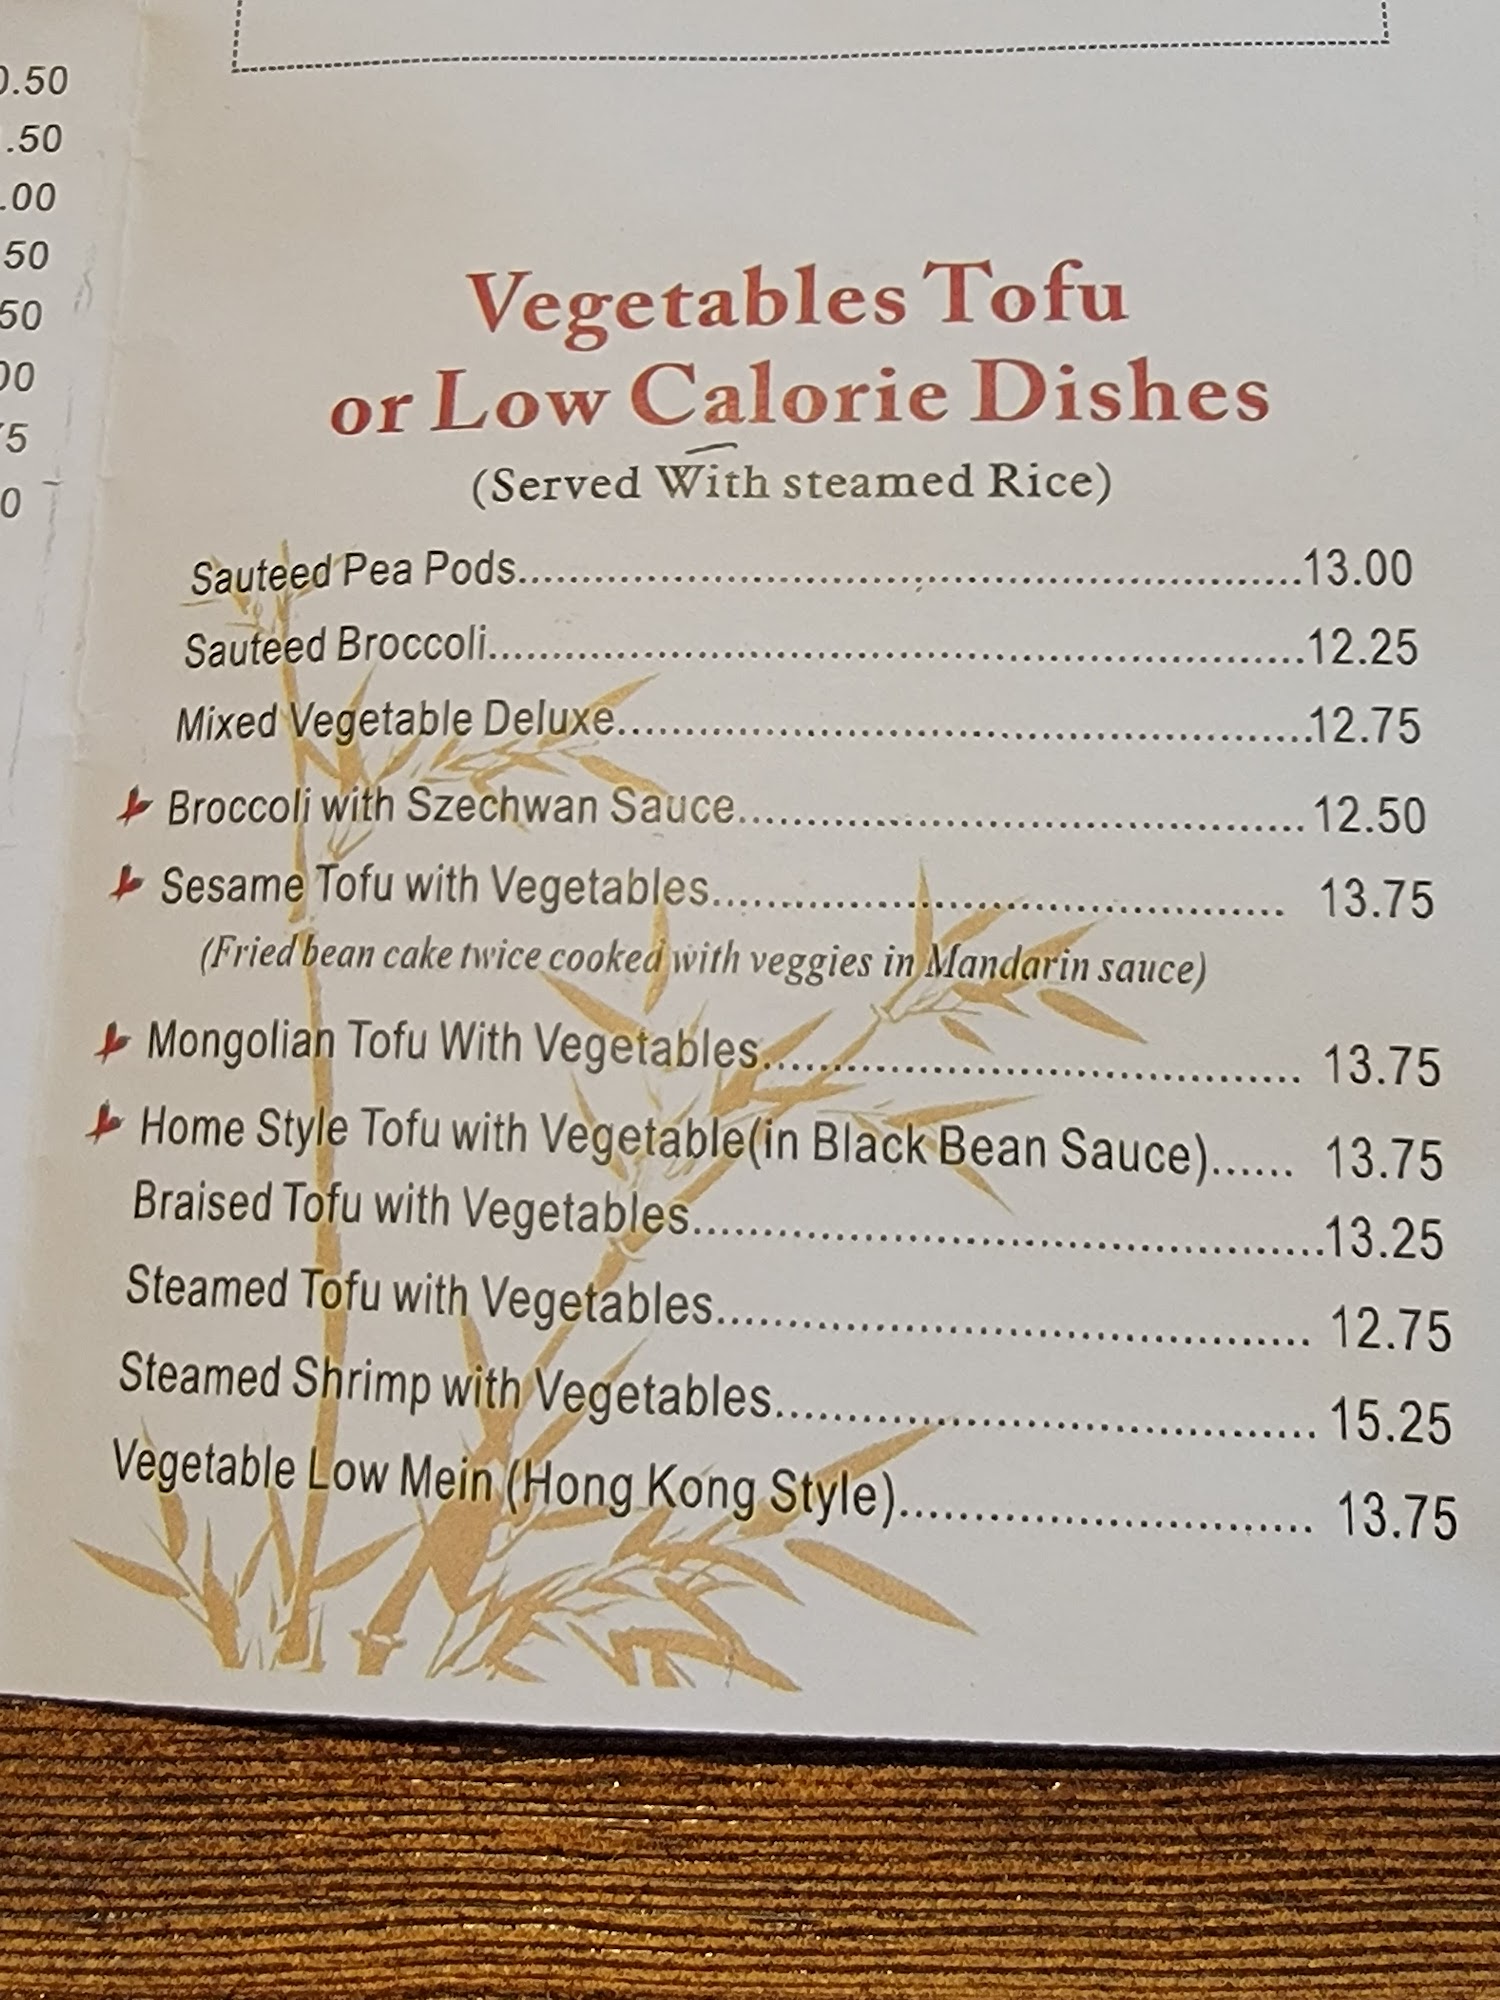 .50
.50
.00
50
50
00
5
0
Vegetables Tofu
or Low Calorie Dishes
(Served With steamed Rice)
Sauteed Pea Pods...............13.00
Sauteed Broccoli...............12.25
Mixed Vegetable Deluxe...............12.75
Broccoli with Szechwan Sauce...............12.50
Sesame Tofu with Vegetables............... 13.75
(Fried bean cake twice cooked with veggies in Mandarin sauce)
Mongolian Tofu With Vegetables............... 13.75
Home Style Tofu with Vegetable(in Black Bean Sauce)...... 13.75
Braised Tofu with Vegetables...............13.25
Steamed Tofu with Vegetables............... 12.75
Steamed Shrimp with Vegetables............... 15.25
Vegetable Low Mein (Hong Kong Style)............... 13.75